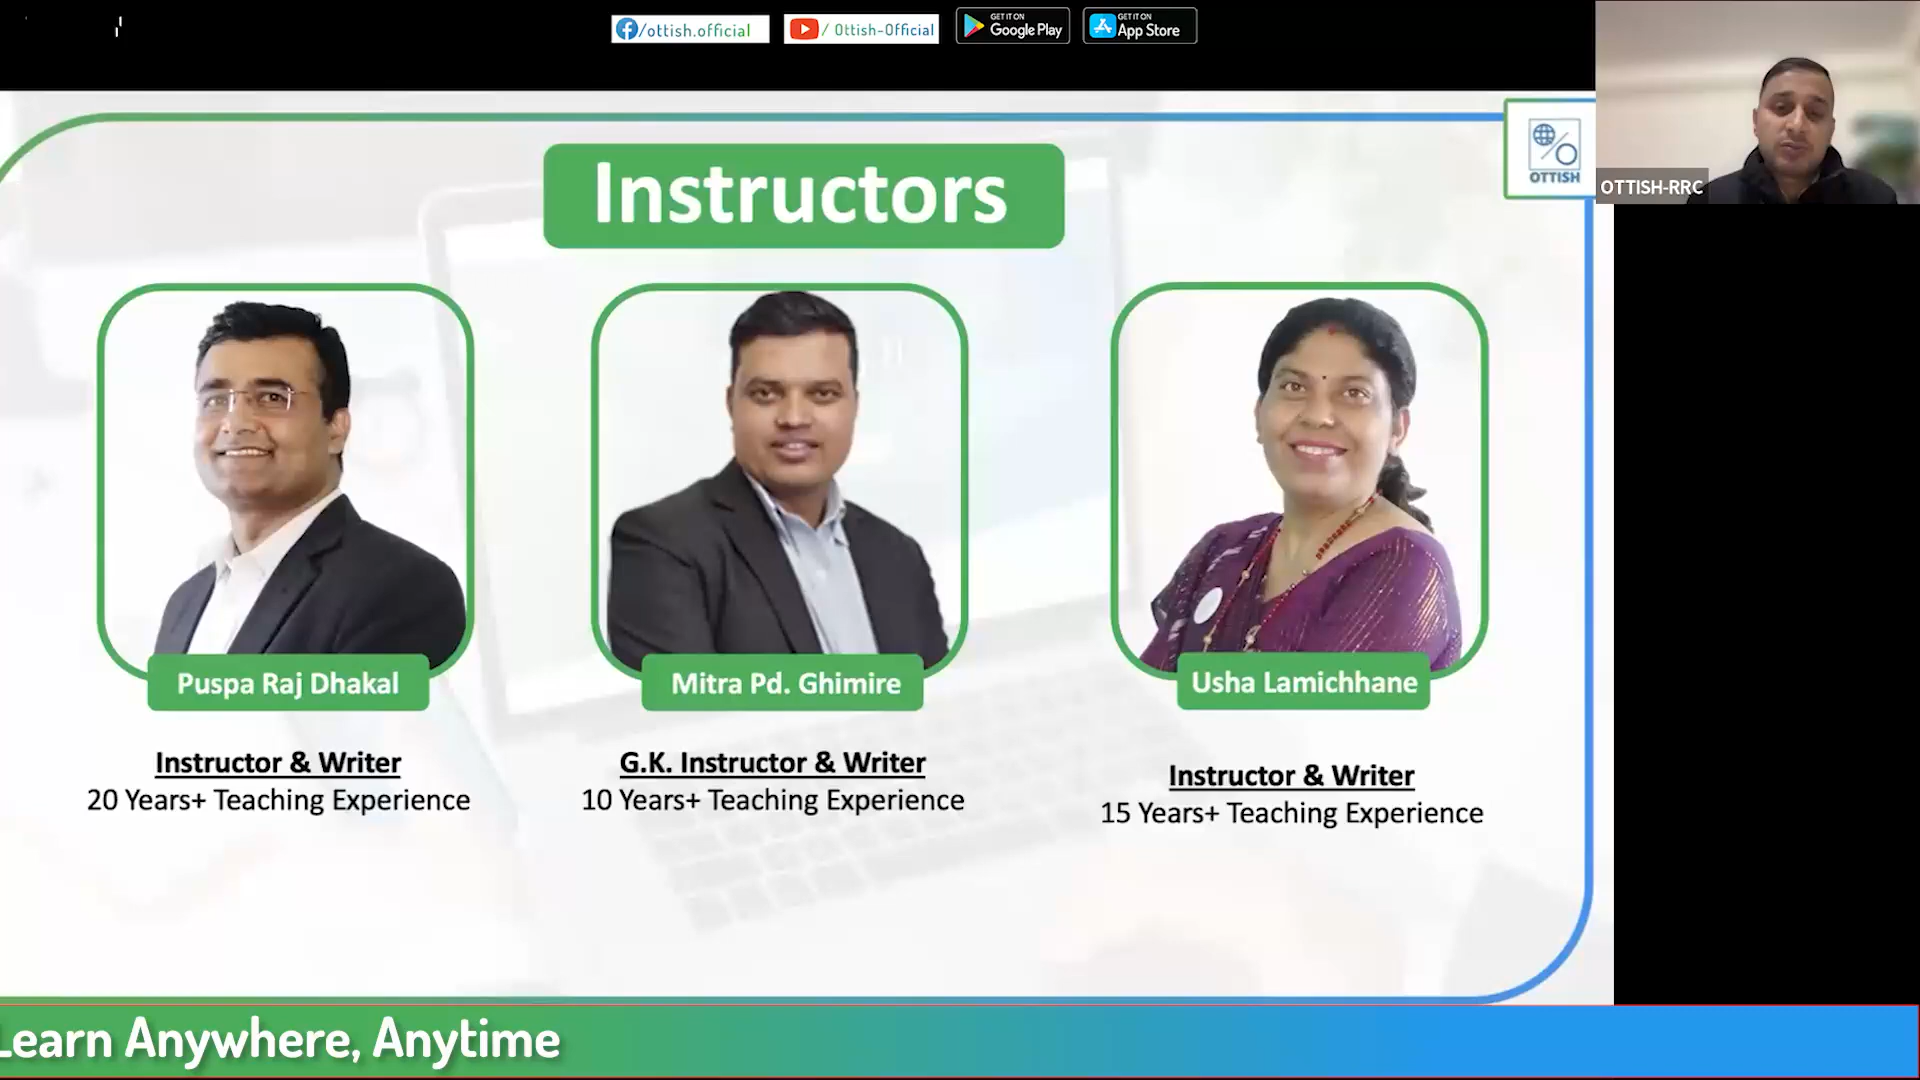 /ottish.official
/ Ottish-Official
GET IT ON
Google Play
GET IT ON
App Store
OTTISH
OTTISH-RRC
Instructors
Puspa Raj Dhakal
Mitra Pd. Ghimire
Usha Lamichhane
Instructor & Writer
20 Years+ Teaching Experience
G.K. Instructor & Writer
10 Years+ Teaching Experience
Instructor & Writer
15 Years+ Teaching Experience
Learn Anywhere, Anytime